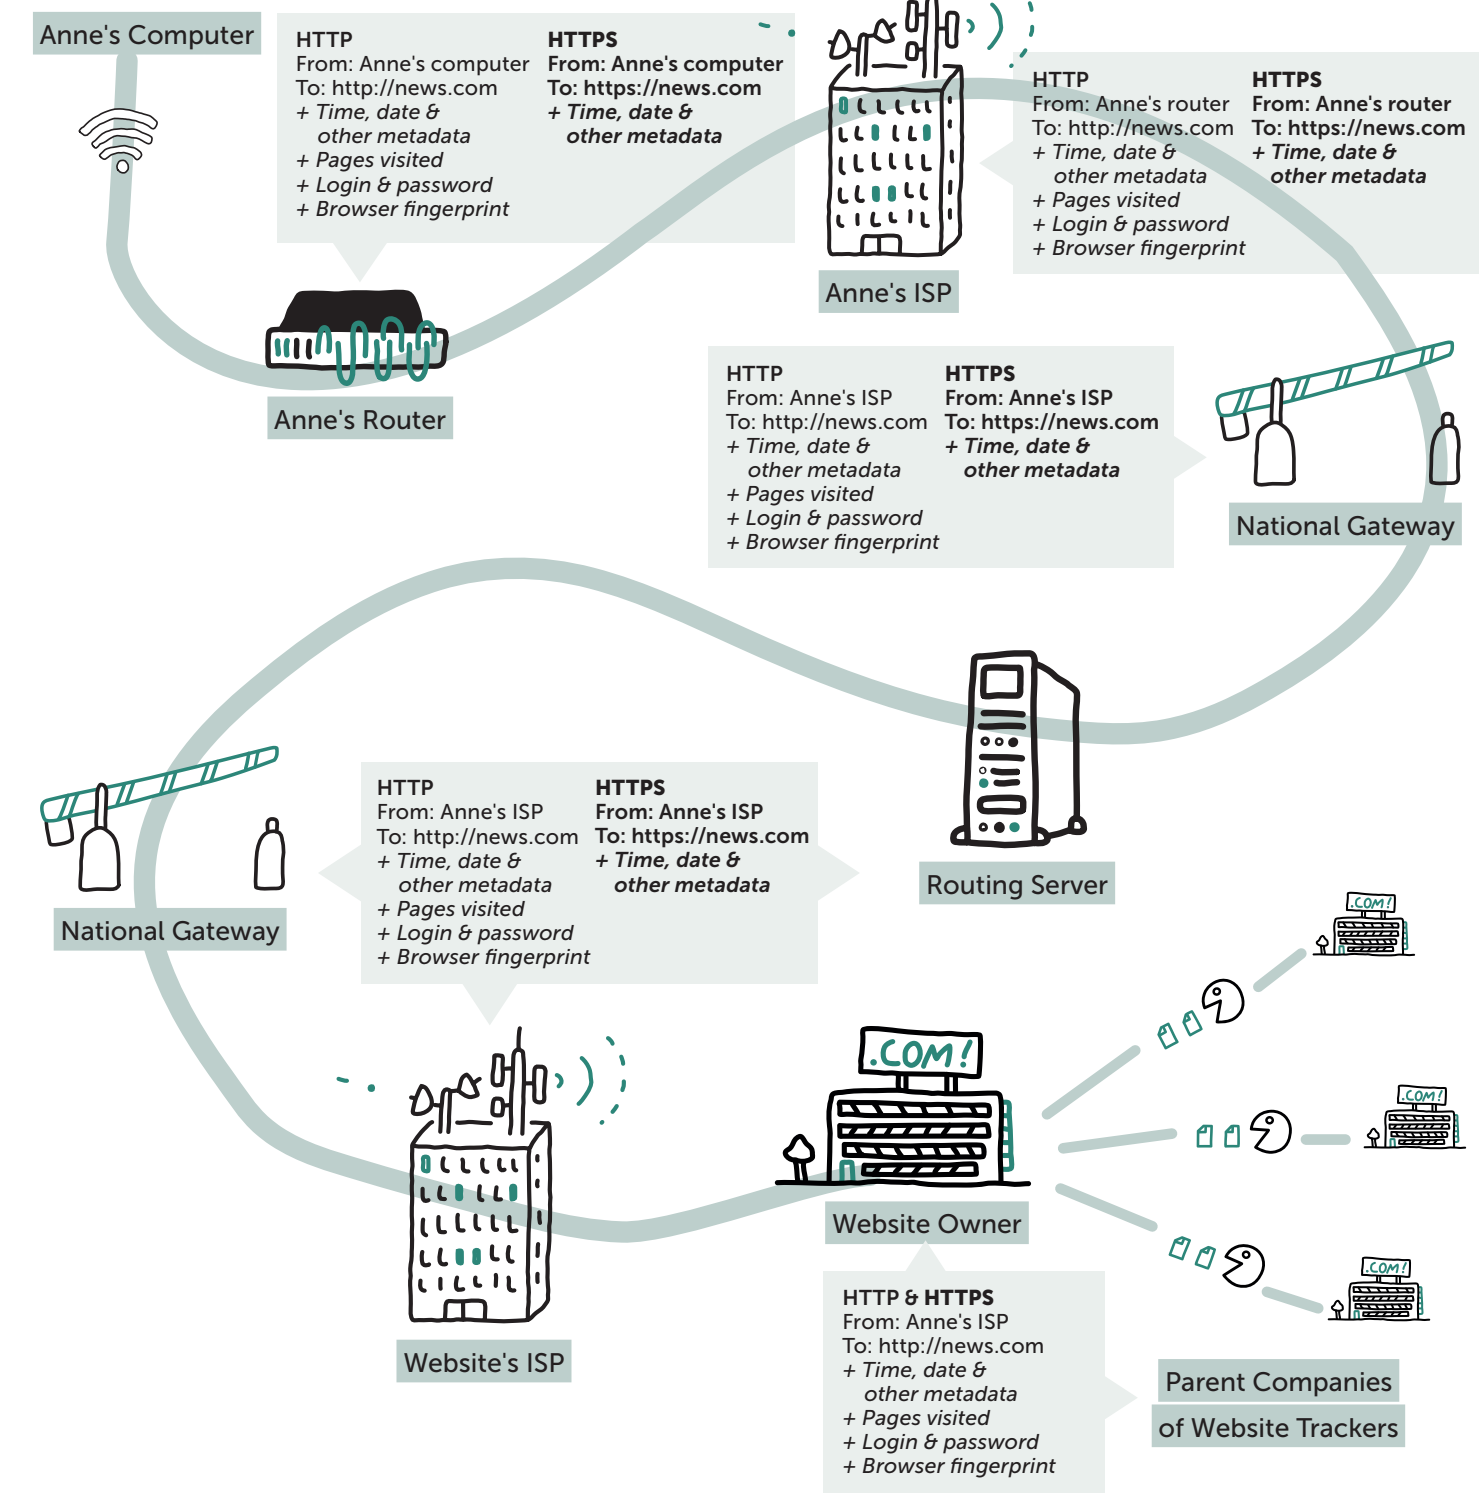 Anne's Computer
HTTP
From: Anne's computer
To: http://news.com
+ Time, date &
other metadata
+ Pages visited
+ Login & password
+ Browser fingerprint
HTTPS
From: Anne's computer
To: https://news.com
+ Time, date &
other metadata
Anne's Router
Anne's ISP
HTTP
From: Anne's router
To: http://news.com
+ Time, date &
other metadata
+ Pages visited
+ Login & password
+ Browser fingerprint
HTTPS
From: Anne's router
To: https://news.com
+ Time, date &
other metadata
HTTP
From: Anne's ISP
To: http://news.com
+ Time, date &
other metadata
+ Pages visited
+ Login & password
+ Browser fingerprint
HTTPS
From: Anne's ISP
To: https://news.com
+ Time, date &
other metadata
National Gateway
Routing Server
HTTP
From: Anne's ISP
To: http://news.com
+ Time, date &
other metadata
+ Pages visited
+ Login & password
+ Browser fingerprint
HTTPS
From: Anne's ISP
To: https://news.com
+ Time, date &
other metadata
National Gateway
Website's ISP
.COM!
Website Owner
HTTP & HTTPS
From: Anne's ISP
To: http://news.com
+ Time, date &
other metadata
+ Pages visited
+ Login & password
+ Browser fingerprint
.COM!
.COM!
.COM!
Parent Companies
of Website Trackers